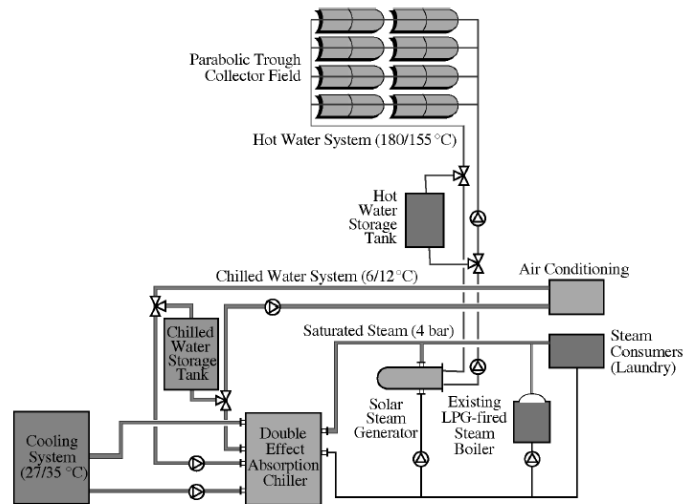 Parabolic Trough
Collector Field
Hot Water System (180/155 °C)
Hot
Water
Storage
Tank
Chilled Water System (6/12°C)
Air Conditioning
Chilled
Water
Storage
Tank
Saturated Steam (4 bar)
Steam
Consumers
(Laundry)
Solar
Steam
Generator
Existing
LPG-fired
Steam
Boiler
Cooling
System
(27/35 °C)
Double
Effect
Absorption
Chiller